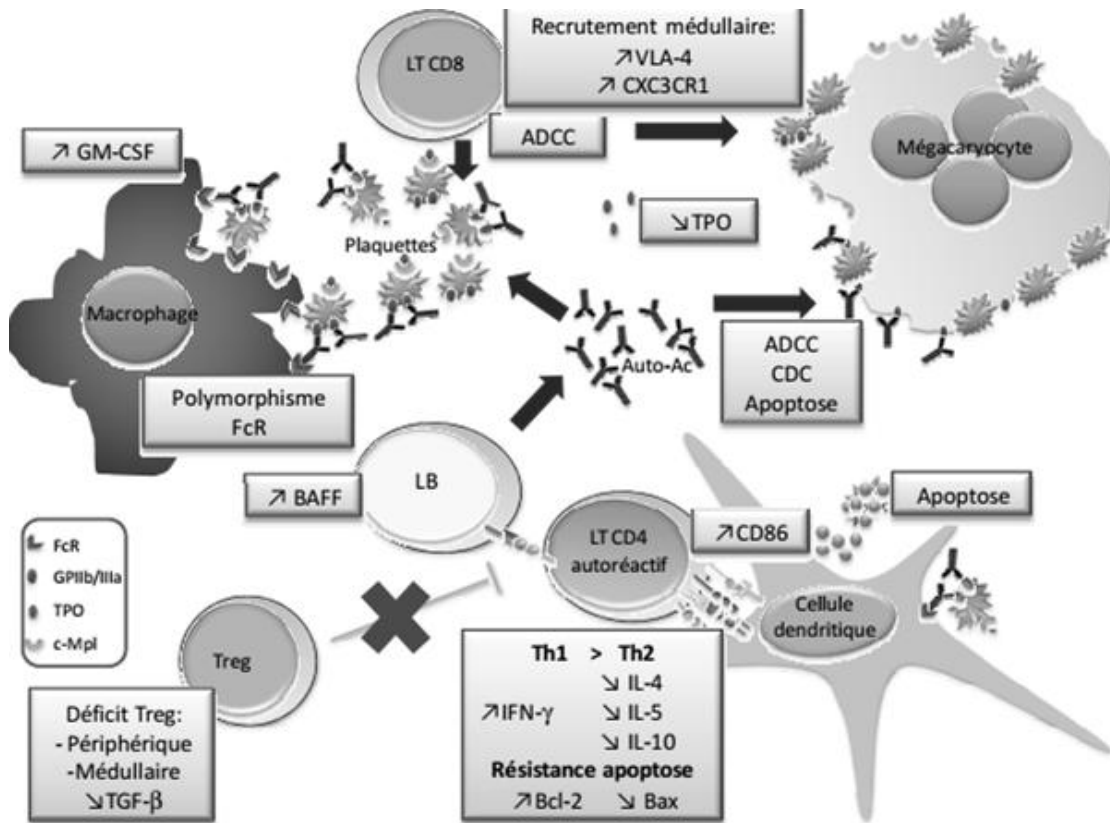 Recrutement médullaire:
↗ VLA-4
↗ CXC3CR1
LT CD8
ADCC
Mégacaryocyte
↗ GM-CSF
Plaquettes
↘ TPO
Macrophage
Auto-Ac
ADCC
CDC
Apoptose
Polymorphisme
FcR
↗ BAFF
LB
LT CD4
autoréactif
↗ CD86
Apoptose
Cellule
dendritique
FcR
GPIIb/IIIa
TPO
c-Mpl
Treg
Déficit Treg:
- Périphérique
-Médullaire
↘ TGF-β
Th1 > Th2
↘ IL-4
↗ IFN-γ ↘ IL-5
↘ IL-10
Résistance apoptose
↗ Bcl-2 ↘ Bax